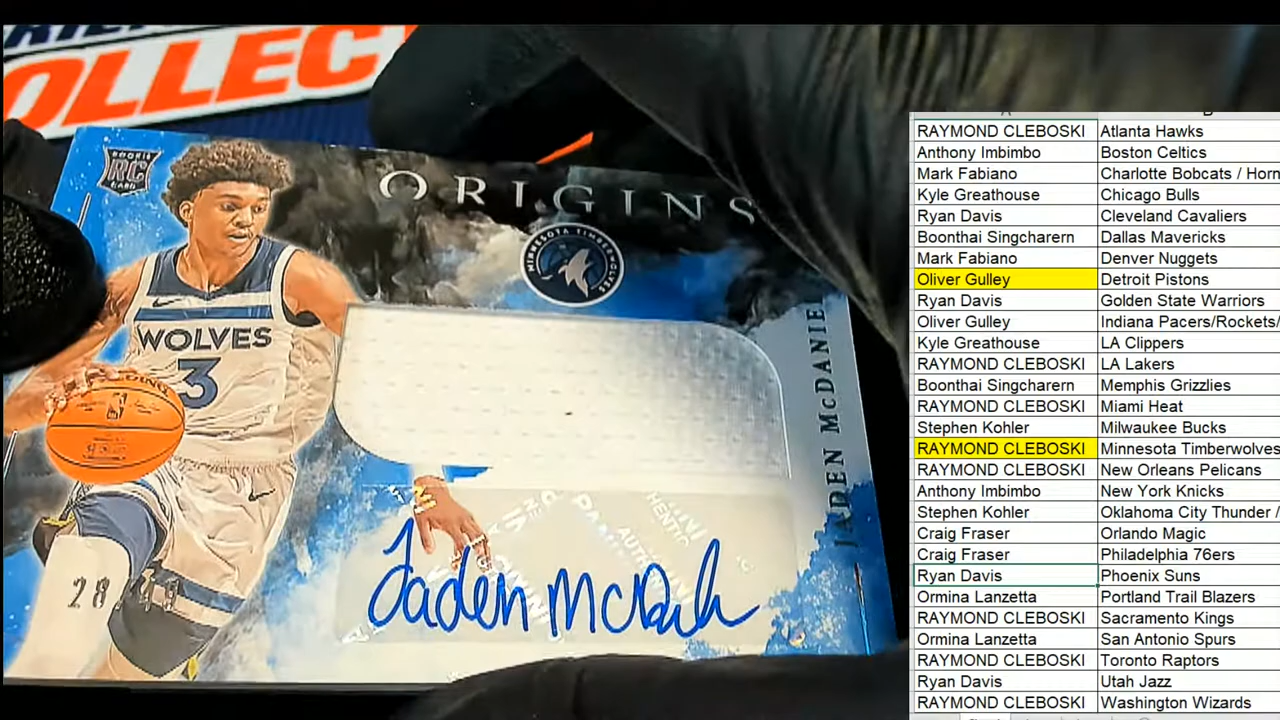 OLLEC
ROOKIE
RC
CARD
ORIGINS
MINNESOTA TIMBERWOLVES
WOLVES
3
JADEN McDANIE
28/49
Jaden McDaniels
RAYMOND CLEBOSKI Atlanta Hawks
Anthony Imbimbo Boston Celtics
Mark Fabiano Charlotte Bobcats / Horn
Kyle Greathouse Chicago Bulls
Ryan Davis Cleveland Cavaliers
Boonthai Singcharern Dallas Mavericks
Mark Fabiano Denver Nuggets
Oliver Gulley Detroit Pistons
Ryan Davis Golden State Warriors
Oliver Gulley Indiana Pacers/Rockets/
Kyle Greathouse LA Clippers
RAYMOND CLEBOSKI LA Lakers
Boonthai Singcharern Memphis Grizzlies
RAYMOND CLEBOSKI Miami Heat
Stephen Kohler Milwaukee Bucks
RAYMOND CLEBOSKI Minnesota Timberwolves
RAYMOND CLEBOSKI New Orleans Pelicans
Anthony Imbimbo New York Knicks
Stephen Kohler Oklahoma City Thunder /
Craig Fraser Orlando Magic
Craig Fraser Philadelphia 76ers
Ryan Davis Phoenix Suns
Ormina Lanzetta Portland Trail Blazers
RAYMOND CLEBOSKI Sacramento Kings
Ormina Lanzetta San Antonio Spurs
RAYMOND CLEBOSKI Toronto Raptors
Ryan Davis Utah Jazz
RAYMOND CLEBOSKI Washington Wizards